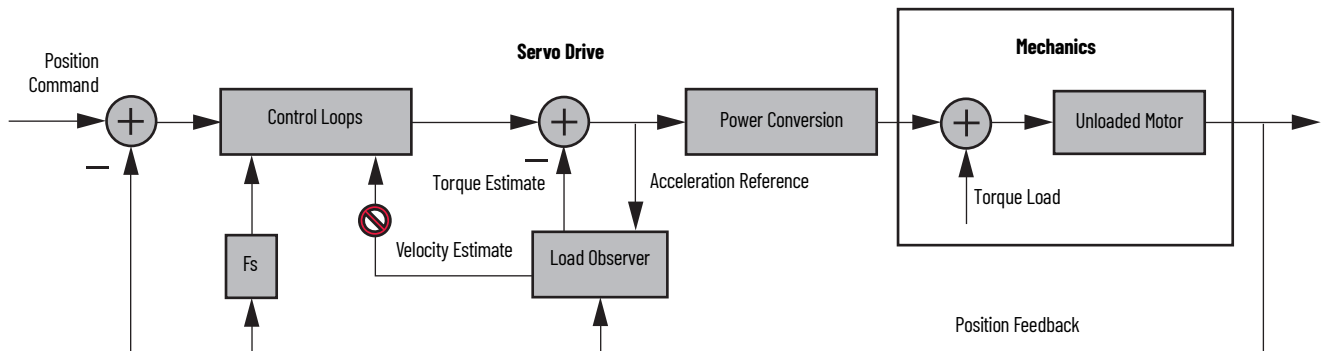 Position
Command
Servo Drive
Mechanics
Control Loops
Power Conversion
Unloaded Motor
Torque Estimate
Acceleration Reference
Torque Load
Velocity Estimate
Load Observer
Fs
Position Feedback